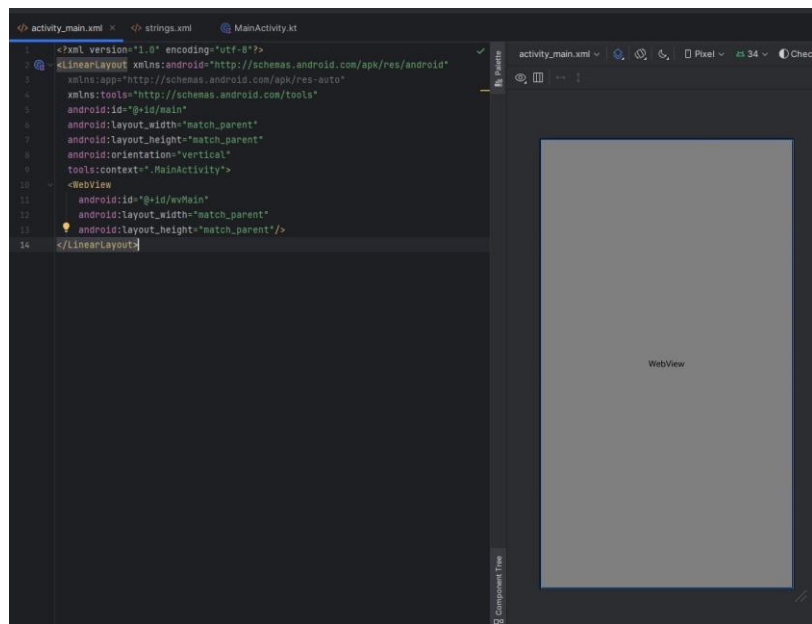 activity_main.xml × strings.xml MainActivity.kt
1 <?xml version="1.0" encoding="utf-8"?>
2 <LinearLayout xmlns:android="http://schemas.android.com/apk/res/android"
3 xmlns:app="http://schemas.android.com/apk/res-auto"
4 xmlns:tools="http://schemas.android.com/tools"
5 android:id="@+id/main"
6 android:layout_width="match_parent"
7 android:layout_height="match_parent"
8 android:orientation="vertical"
9 tools:context=".MainActivity">
10 <WebView
11 android:id="@+id/wvMain"
12 android:layout_width="match_parent"
13 android:layout_height="match_parent"/>
14 </LinearLayout>
Palette
activity_main.xml Pixel 34 Chec
WebView
Component Tree